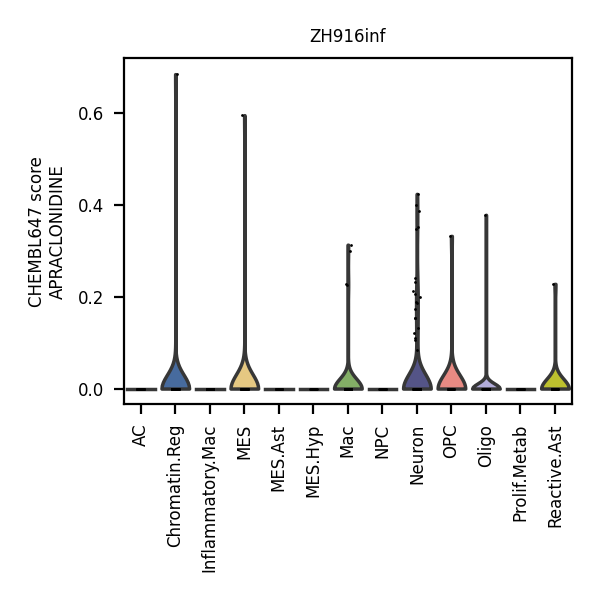 ZH916inf
CHEMBL647 score
APRACLONIDINE
0.6
0.4
0.2
0.0
AC
Chromatin.Reg
Inflammatory.Mac
MES
MES.Ast
MES.Hyp
Mac
NPC
Neuron
OPC
Oligo
Prolif.Metab
Reactive.Ast